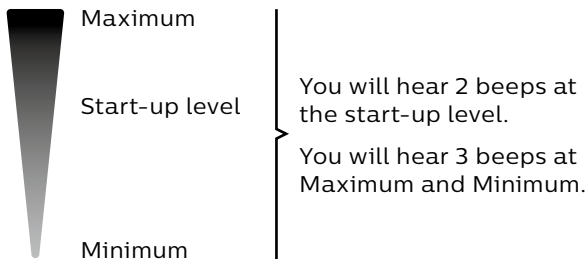 Maximum
Start-up level
Minimum
You will hear 2 beeps at
the start-up level.
You will hear 3 beeps at
Maximum and Minimum.